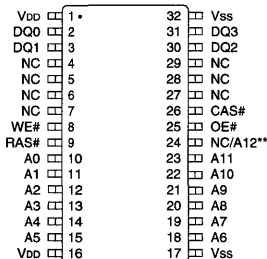 VDD 1 • 32 Vss
DQ0 2 31 DQ3
DQ1 3 30 DQ2
NC 4 29 NC
NC 5 28 NC
NC 6 27 NC
NC 7 26 CAS#
WE# 8 25 OE#
RAS# 9 24 NC/A12**
A0 10 23 A11
A1 11 22 A10
A2 12 21 A9
A3 13 20 A8
A4 14 19 A7
A5 15 18 A6
VDD 16 17 Vss